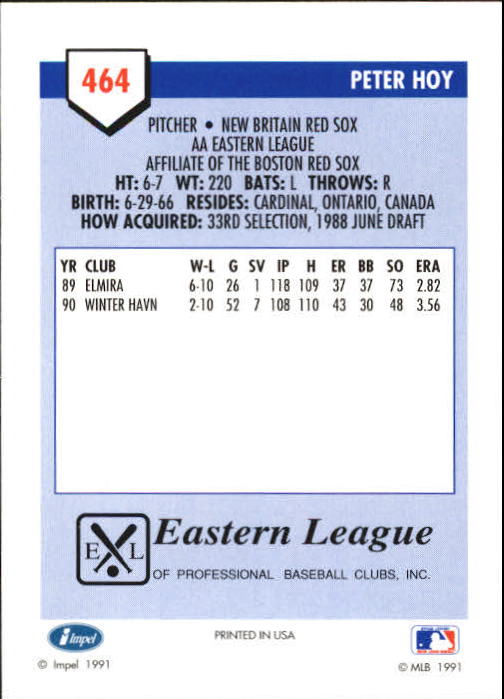 464
PETER HOY
PITCHER • NEW BRITAIN RED SOX
AA EASTERN LEAGUE
AFFILIATE OF THE BOSTON RED SOX
HT: 6-7 WT: 220 BATS: L THROWS: R
BIRTH: 6-29-66 RESIDES: CARDINAL, ONTARIO, CANADA
HOW ACQUIRED: 33RD SELECTION, 1988 JUNE DRAFT
YR CLUB W-L G SV IP H ER BB SO ERA
89 ELMIRA 6-10 26 1 118 109 37 37 73 2.82
90 WINTER HAVN 2-10 52 7 108 110 43 30 48 3.56
E L
Eastern League
OF PROFESSIONAL BASEBALL CLUBS, INC.
Impel
PRINTED IN USA
© Impel 1991
© MLB 1991